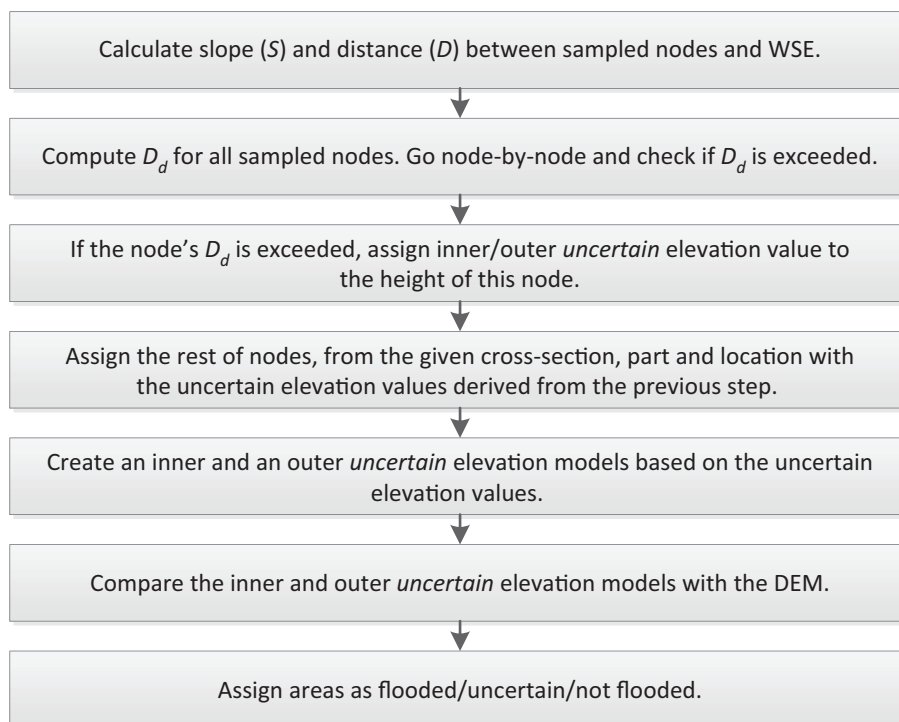 Calculate slope (S) and distance (D) between sampled nodes and WSE.
Compute D_d for all sampled nodes. Go node-by-node and check if D_d is exceeded.
If the node's D_d is exceeded, assign inner/outer uncertain elevation value to
the height of this node.
Assign the rest of nodes, from the given cross-section, part and location with
the uncertain elevation values derived from the previous step.
Create an inner and an outer uncertain elevation models based on the uncertain
elevation values.
Compare the inner and outer uncertain elevation models with the DEM.
Assign areas as flooded/uncertain/not flooded.